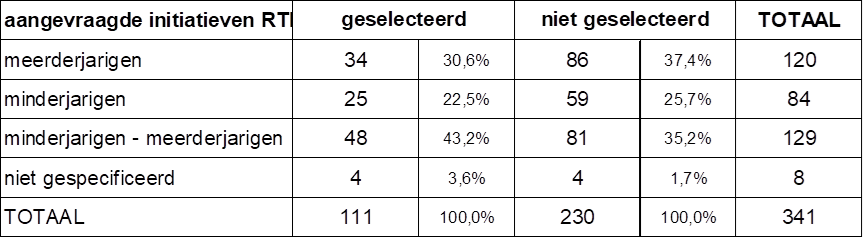 aangevraagde initiatieven RTI geselecteerd niet geselecteerd TOTAAL
meerderjarigen 34 30,6% 86 37,4% 120
minderjarigen 25 22,5% 59 25,7% 84
minderjarigen - meerderjarigen 48 43,2% 81 35,2% 129
niet gespecificeerd 4 3,6% 4 1,7% 8
TOTAAL 111 100,0% 230 100,0% 341